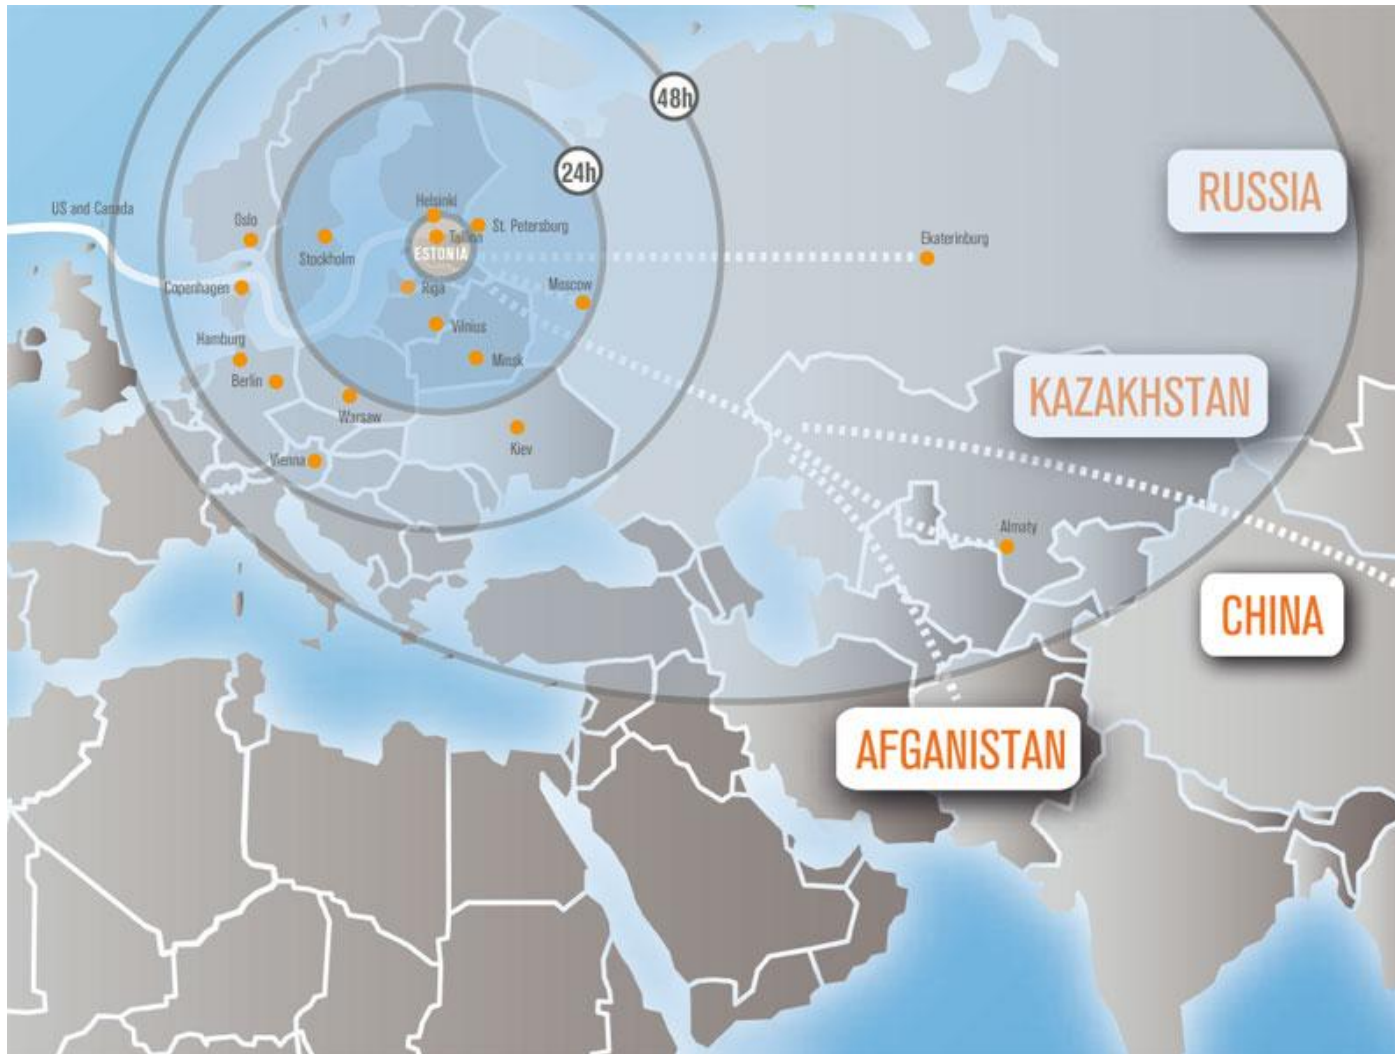 48h
24h
RUSSIA
US and Canada
Helsinki
Oslo
St. Petersburg
Tallinn
ESTONIA
Stockholm
Ekaterinburg
Copenhagen
Riga
Moscow
Vilnius
Hamburg
Minsk
Berlin
KAZAKHSTAN
Warsaw
Kiev
Vienna
Almaty
CHINA
AFGANISTAN